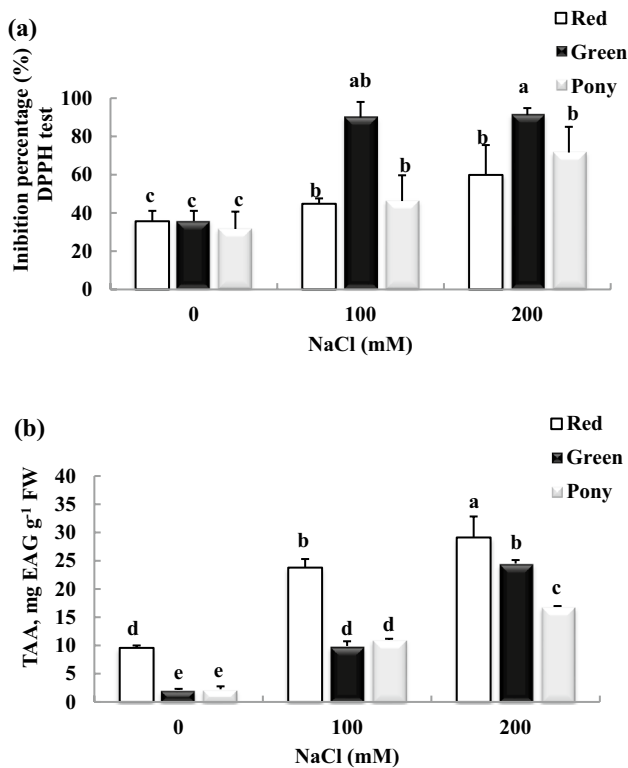 (a)
Red
Green
Pony
Inibition percentage (%)
DPPH test
100
80
60
40
20
0
c c c
b ab b
b a b
0 100 200
NaCl (mM)
(b)
Red
Green
Pony
TAA, mg EAG g⁻¹ FW
40
35
30
25
20
15
10
5
0
d e e
b d d
a b c
0 100 200
NaCl (mM)